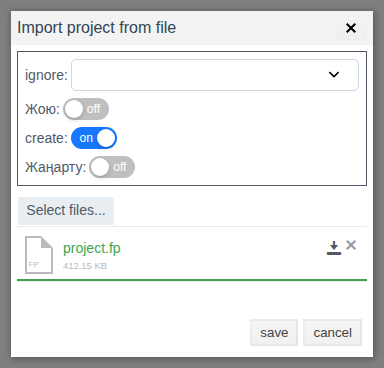 Import project from file
ignore:
Жою: off
create: on
Жаңарту: off
Select files...
project.fp
FP
412.15 KB
save cancel